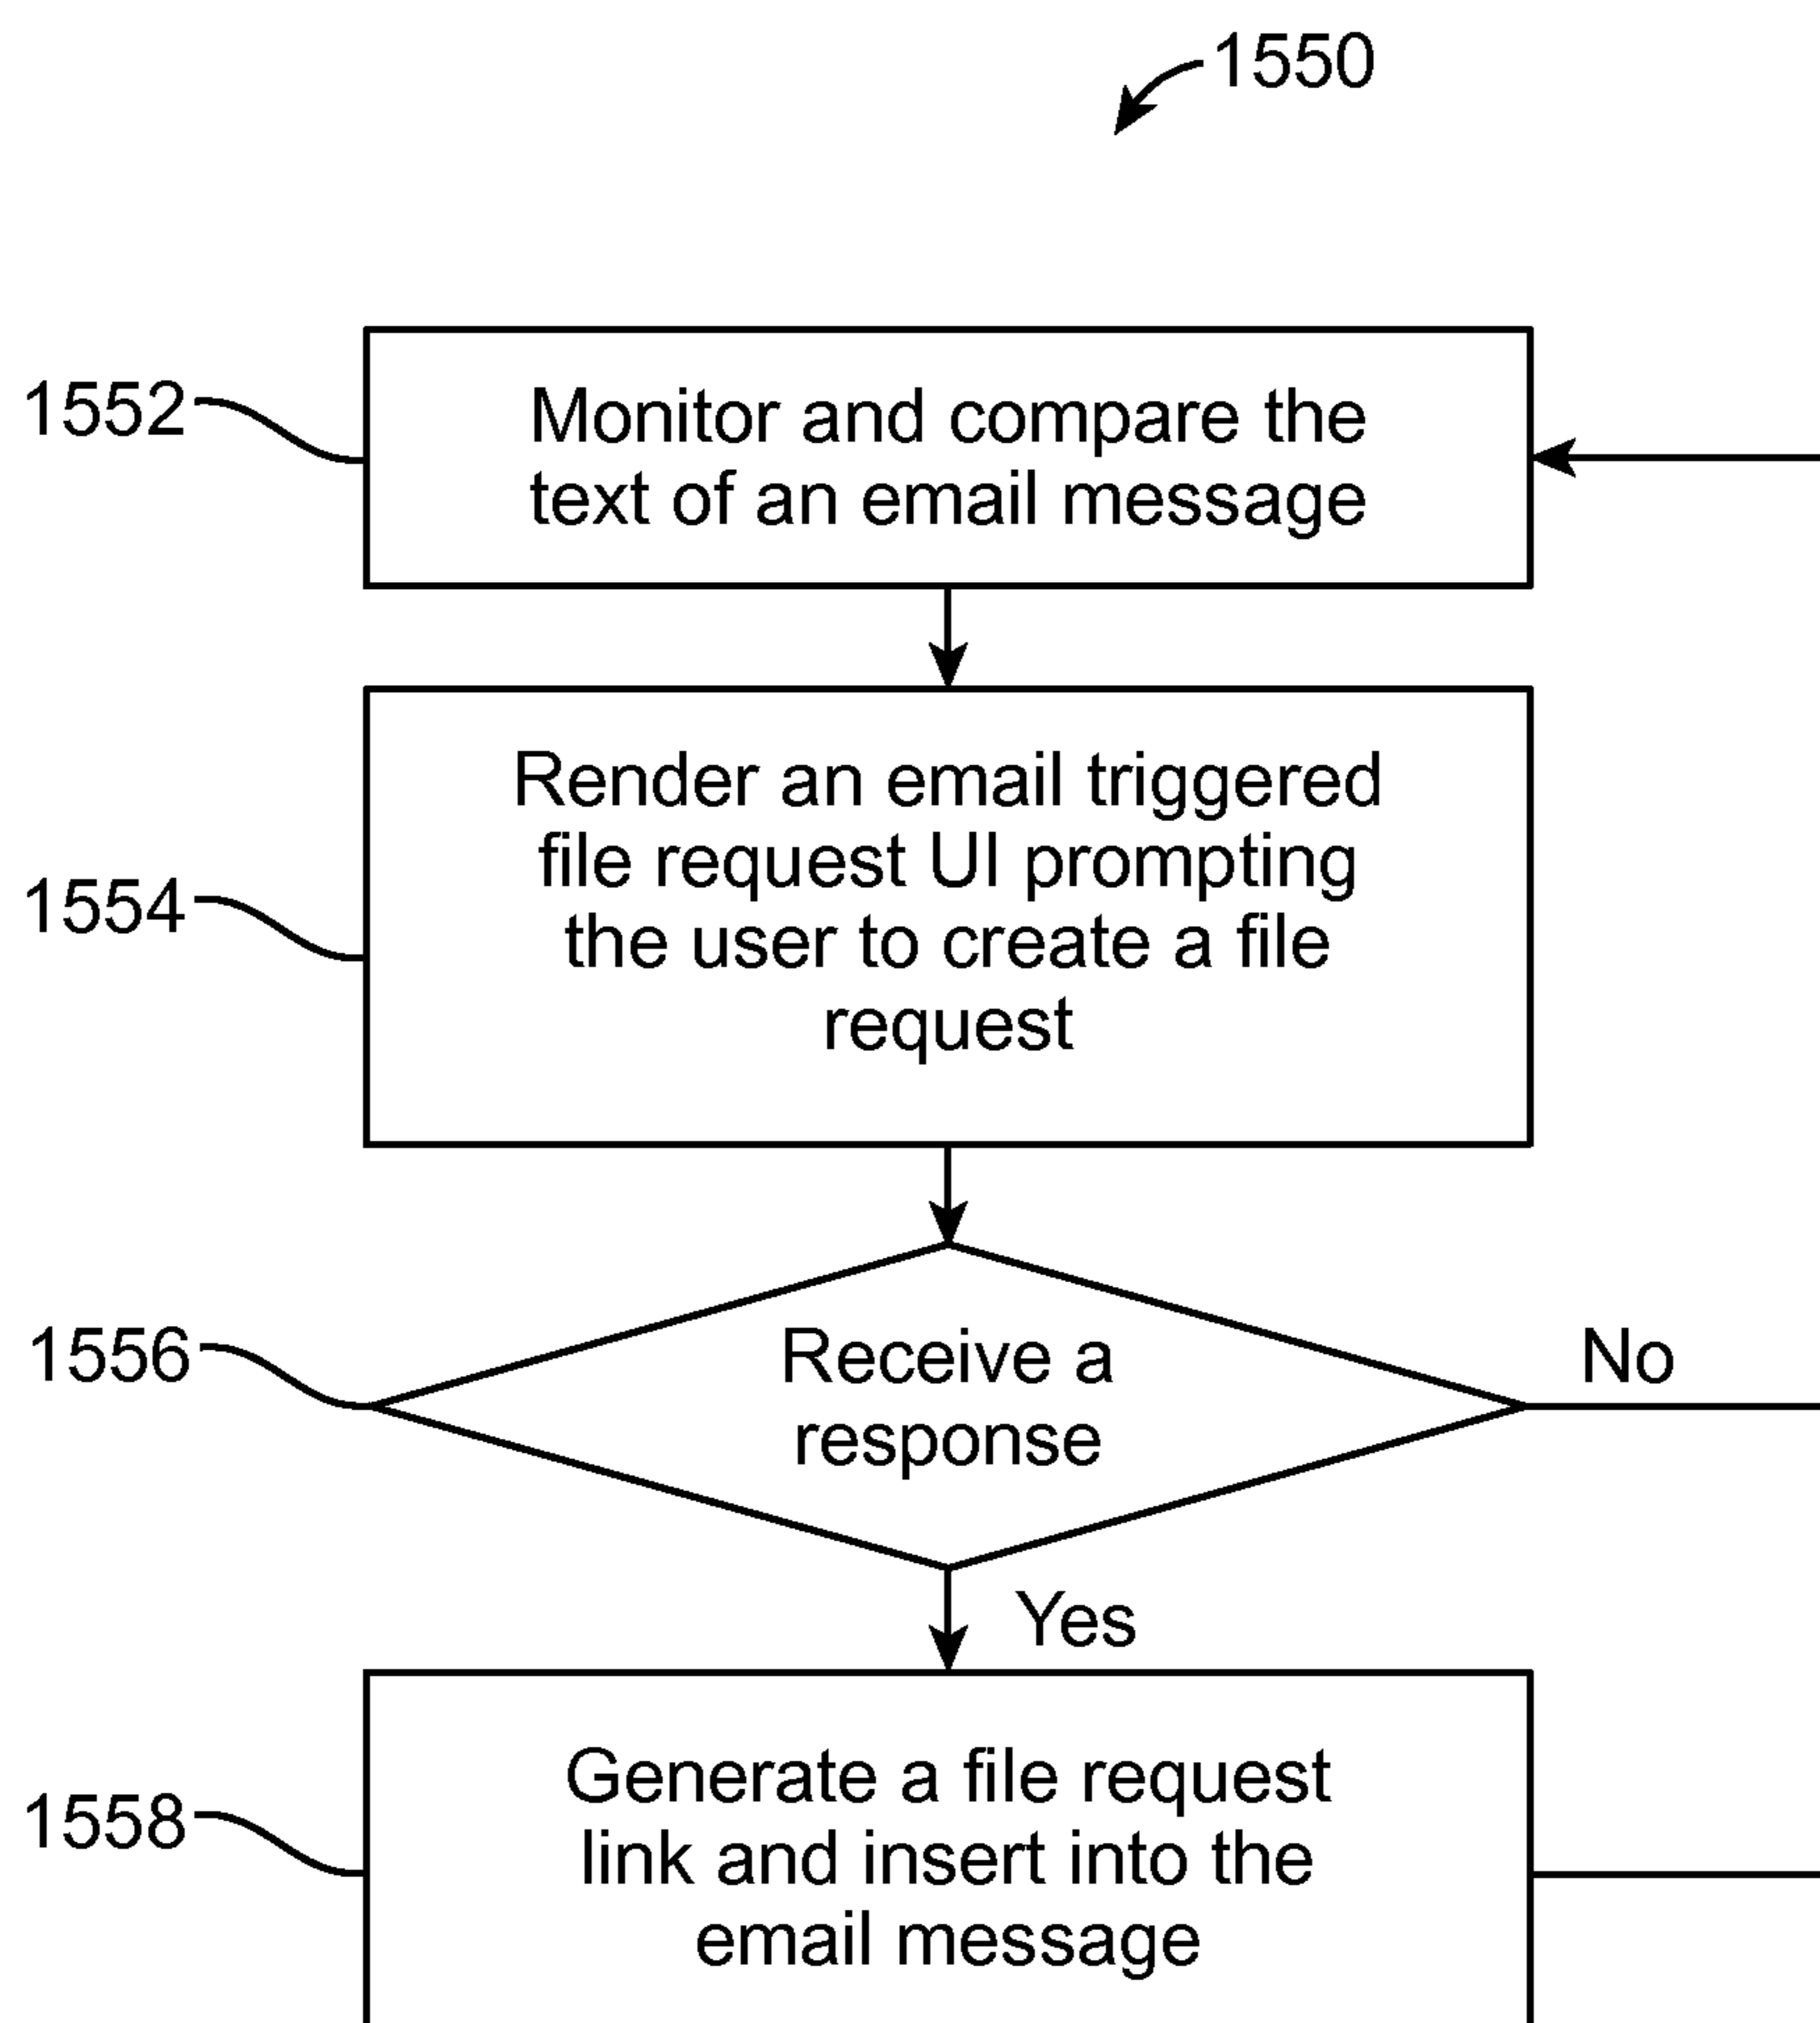 1550
1552
Monitor and compare the
text of an email message
1554
Render an email triggered
file request UI prompting
the user to create a file
request
1556
Receive a
response
No
Yes
1558
Generate a file request
link and insert into the
email message